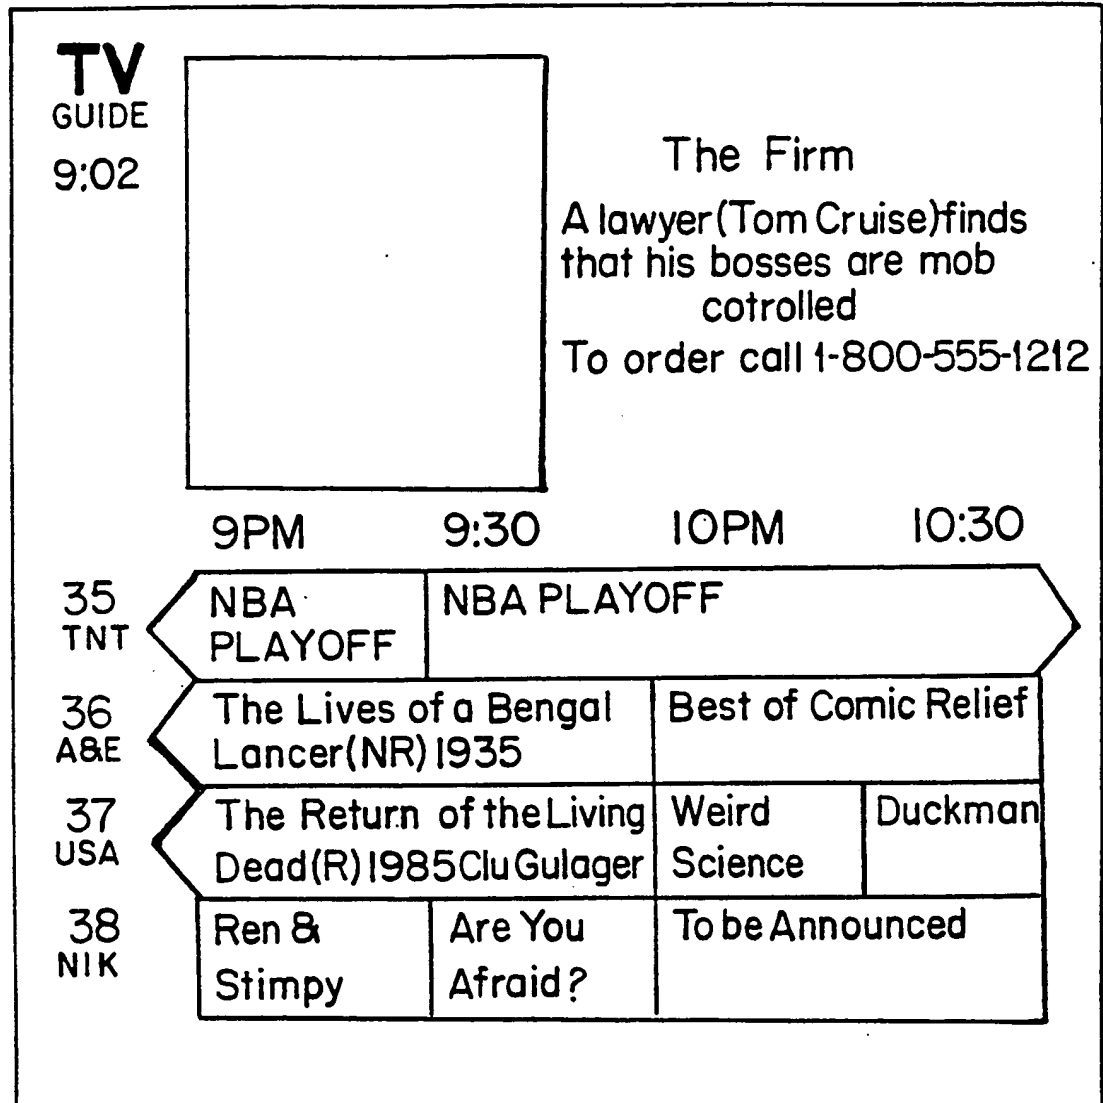 TV
GUIDE
9:02
The Firm
A lawyer (Tom Cruise) finds
that his bosses are mob
cotrolled
To order call 1-800-555-1212
9PM 9:30 10PM 10:30
35
TNT
NBA
PLAYOFF
NBA PLAYOFF
36
A&E
The Lives of a Bengal
Lancer (NR) 1935
Best of Comic Relief
37
USA
The Return of the Living
Dead (R) 1985 Clu Gulager
Weird
Science
Duckman
38
NIK
Ren &
Stimpy
Are You
Afraid?
To be Announced